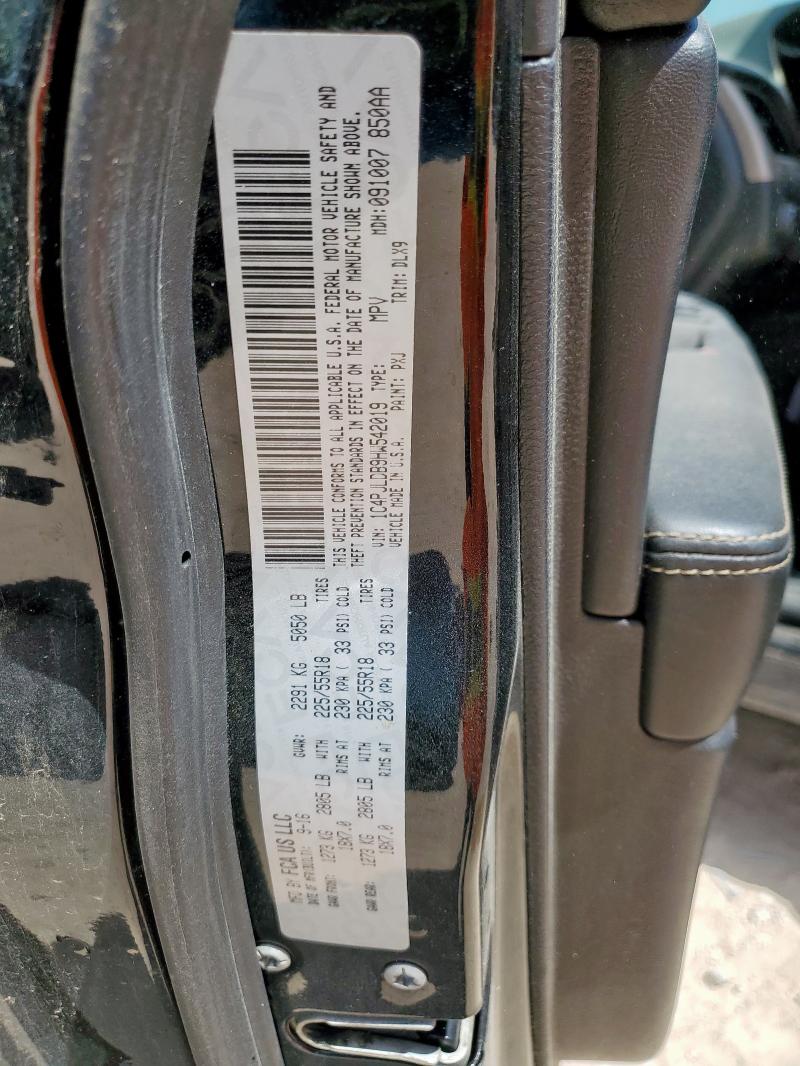 MFG BY FCA US LLC
DATE OF MFR 9-16 GVWR: 2291 KG 5050 LB
GAWR FRONT: 1273 KG 2805 LB WITH 225/55R18 TIRES
18X7.0 RIMS AT 230 KPA ( 33 PSI) COLD
GAWR REAR: 1273 KG 2805 LB WITH 225/55R18 TIRES
18X7.0 RIMS AT 230 KPA ( 33 PSI) COLD
THIS VEHICLE CONFORMS TO ALL APPLICABLE U.S.A. FEDERAL MOTOR VEHICLE SAFETY AND
THEFT PREVENTION STANDARDS IN EFFECT ON THE DATE OF MANUFACTURE SHOWN ABOVE.
VIN: 1C4PJLDB9HW542019 TYPE: MPV MDH:091007 850AA
VEHICLE MADE IN U.S.A. PAINT: PXJ TRIM: DLX9